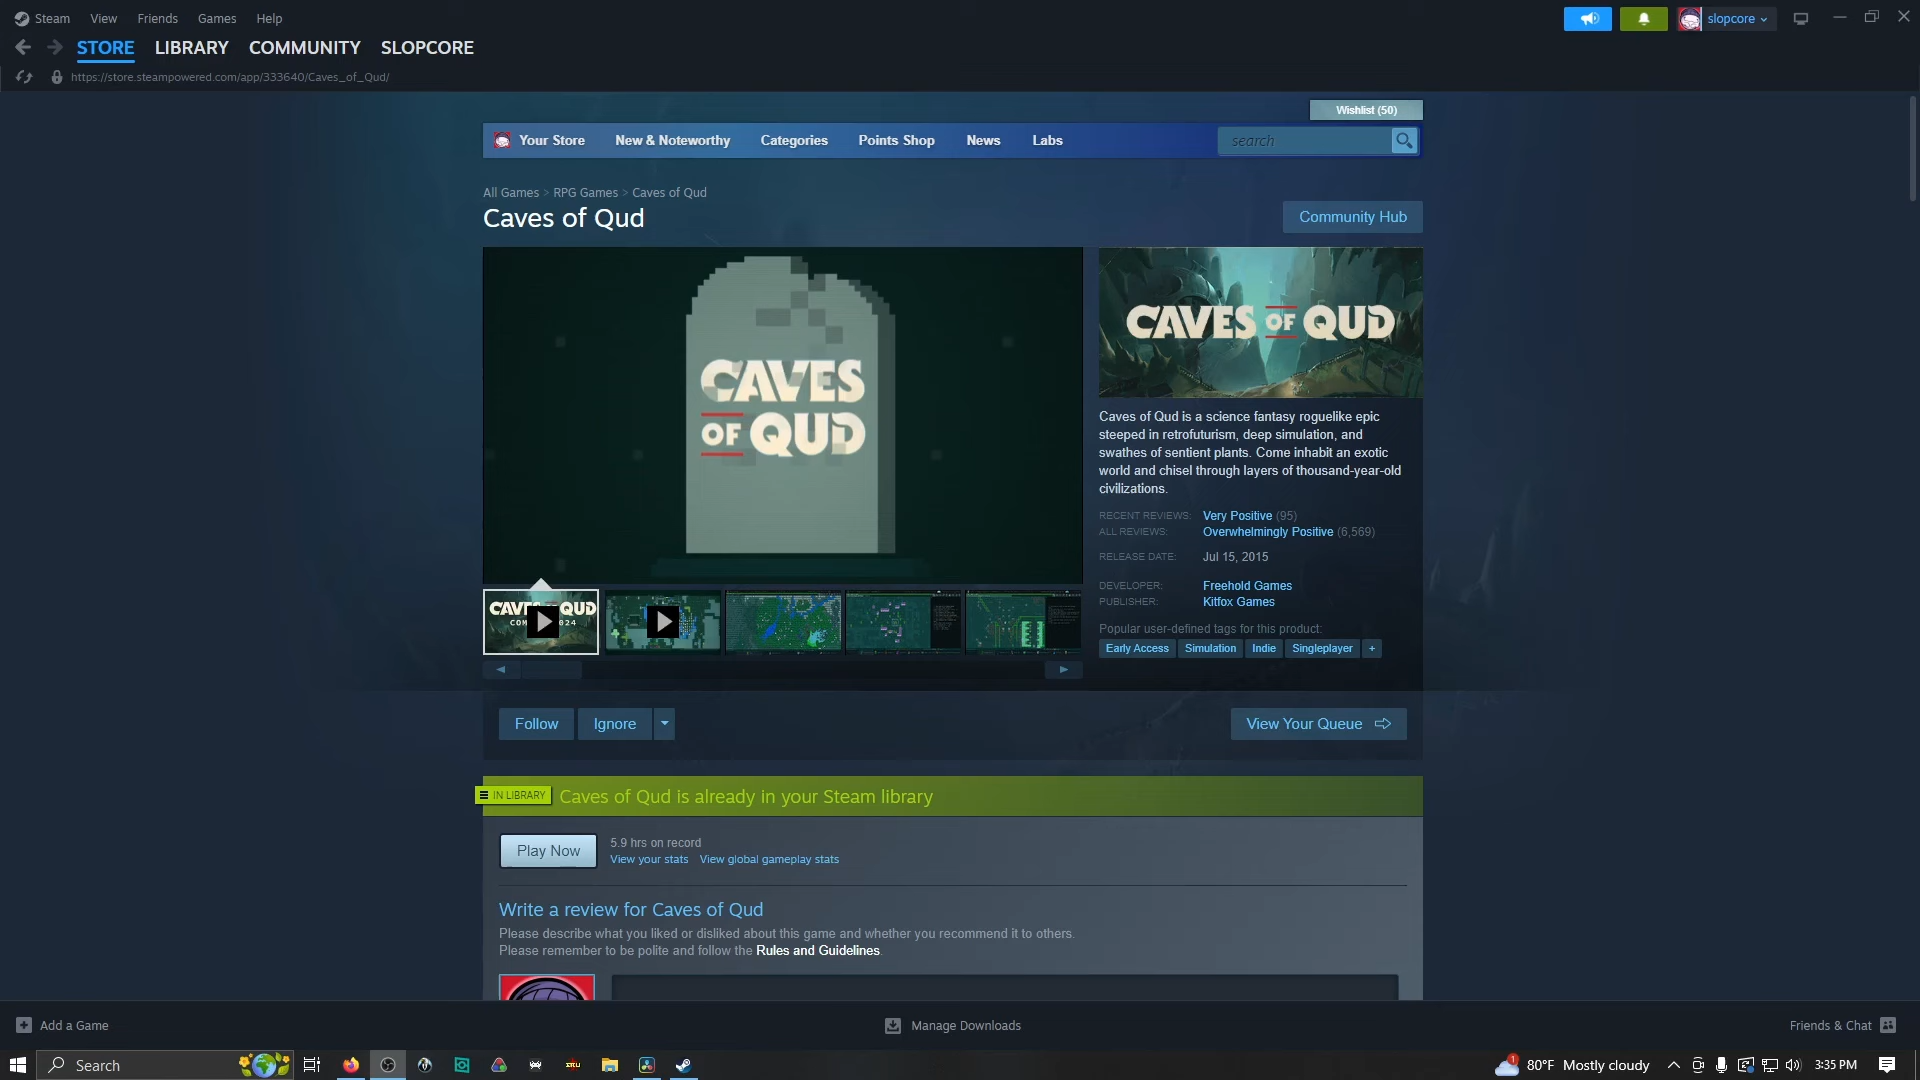 Steam View Friends Games Help
slopcore
STORE LIBRARY COMMUNITY SLOPCORE
https://store.steampowered.com/app/333640/Caves_of_Qud/
Wishlist (50)
Your Store New & Noteworthy Categories Points Shop News Labs
search
All Games > RPG Games > Caves of Qud
Caves of Qud
Community Hub
CAVES
OF QUD
CAVES OF QUD
Caves of Qud is a science fantasy roguelike epic
steeped in retrofuturism, deep simulation, and
swathes of sentient plants. Come inhabit an exotic
world and chisel through layers of thousand-year-old
civilizations.
RECENT REVIEWS: Very Positive (95)
ALL REVIEWS: Overwhelmingly Positive (6,569)
RELEASE DATE: Jul 15, 2015
DEVELOPER: Freehold Games
PUBLISHER: Kitfox Games
Popular user-defined tags for this product:
Early Access Simulation Indie Singleplayer +
Follow Ignore
View Your Queue
IN LIBRARY
Caves of Qud is already in your Steam library
Play Now
5.9 hrs on record
View your stats View global gameplay stats
Write a review for Caves of Qud
Please describe what you liked or disliked about this game and whether you recommend it to others.
Please remember to be polite and follow the Rules and Guidelines.
Add a Game
Manage Downloads
Friends & Chat
Search
1
80°F Mostly cloudy
3:35 PM